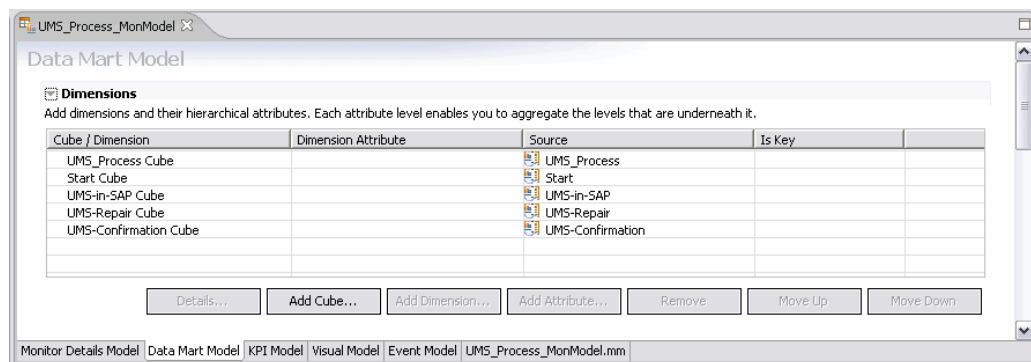 UMS_Process_MonModel
Data Mart Model
Dimensions
Add dimensions and their hierarchical attributes. Each attribute level enables you to aggregate the levels that are underneath it.
Cube / Dimension Dimension Attribute Source Is Key
UMS_Process Cube UMS_Process
Start Cube Start
UMS-in-SAP Cube UMS-in-SAP
UMS-Repair Cube UMS-Repair
UMS-Confirmation Cube UMS-Confirmation
Details... Add Cube... Add Dimension... Add Attribute... Remove Move Up Move Down
Monitor Details Model Data Mart Model KPI Model Visual Model Event Model UMS_Process_MonModel.mm